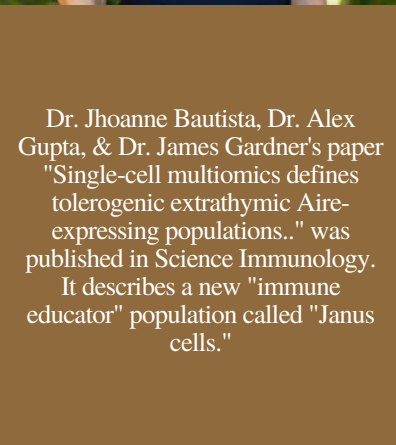 Dr. Jhoanne Bautista, Dr. Alex
Gupta, & Dr. James Gardner's paper
"Single-cell multiomics defines
tolerogenic extrathymic Aire-
expressing populations.." was
published in Science Immunology.
It describes a new "immune
educator" population called "Janus
cells."